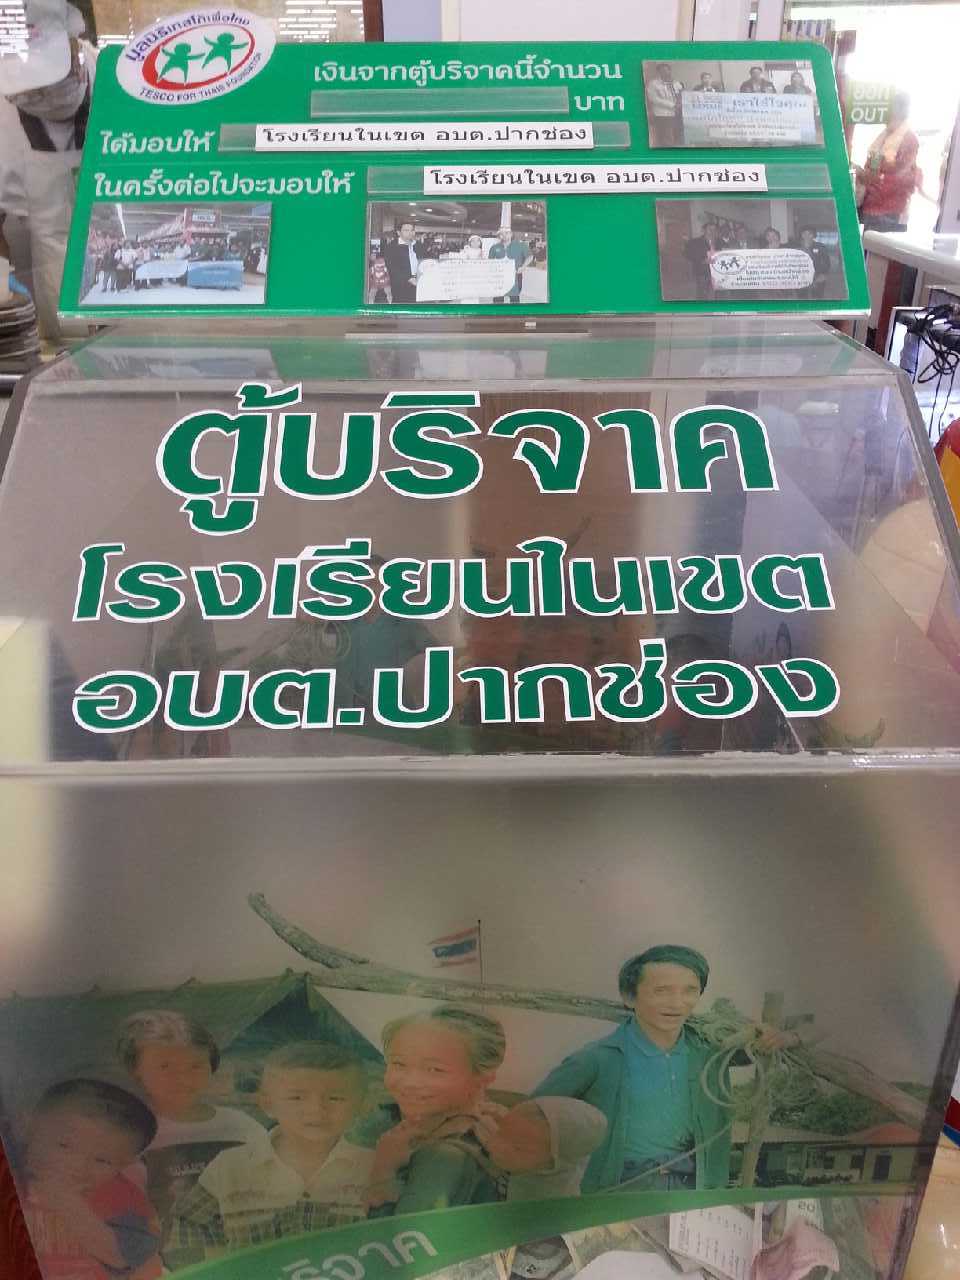 มูลนิธิเทสโก้เพื่อไทย
TESCO FOR THAIS FOUNDATION
เงินจากตู้บริจาคนี้จำนวน
บาท
ได้มอบให้ โรงเรียนในเขต อบต.ปากช่อง
ในครั้งต่อไปจะมอบให้ โรงเรียนในเขต อบต.ปากช่อง
OUT
ตู้บริจาค
โรงเรียนในเขต
อบต.ปากช่อง